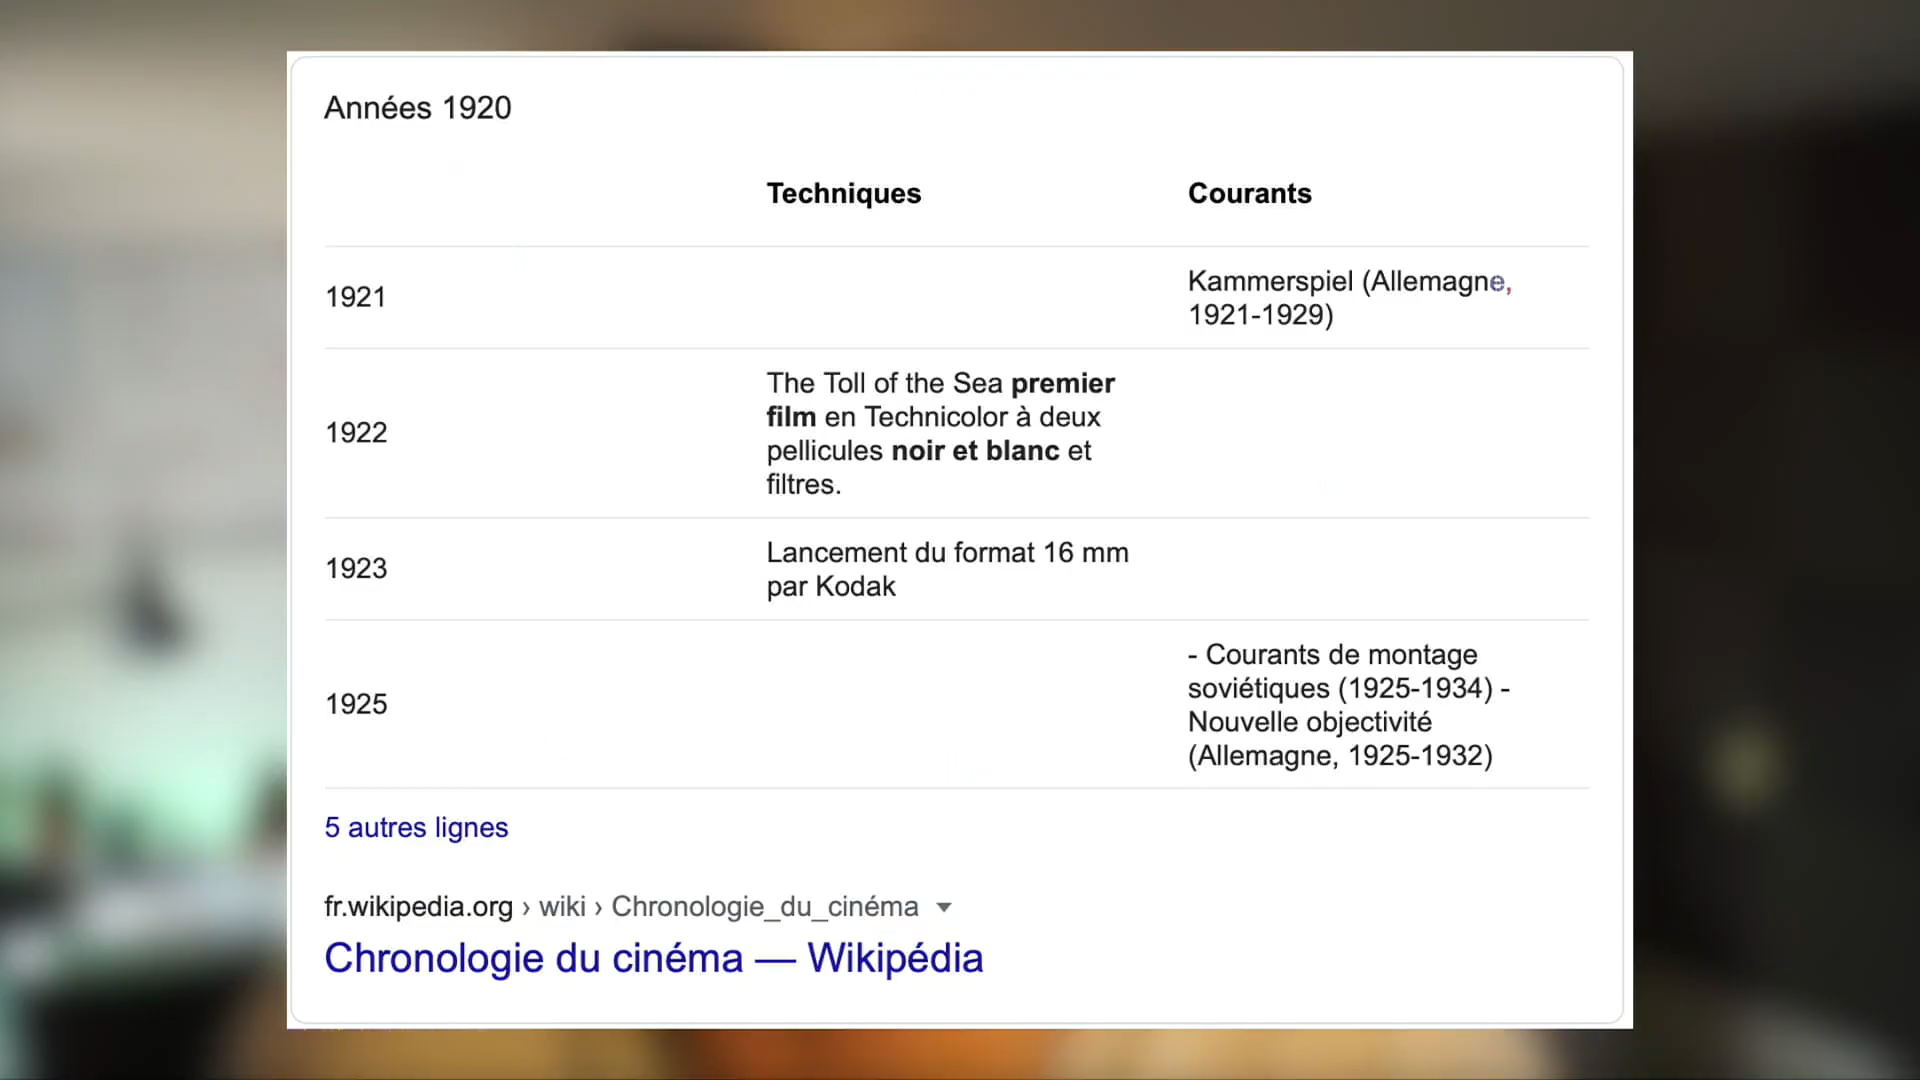 Années 1920
Techniques
Courants
1921
Kammerspiel (Allemagne,
1921-1929)
1922
The Toll of the Sea premier
film en Technicolor à deux
pellicules noir et blanc et
filtres.
1923
Lancement du format 16 mm
par Kodak
1925
- Courants de montage
soviétiques (1925-1934) -
Nouvelle objectivité
(Allemagne, 1925-1932)
5 autres lignes
fr.wikipedia.org › wiki › Chronologie_du_cinéma
Chronologie du cinéma — Wikipédia